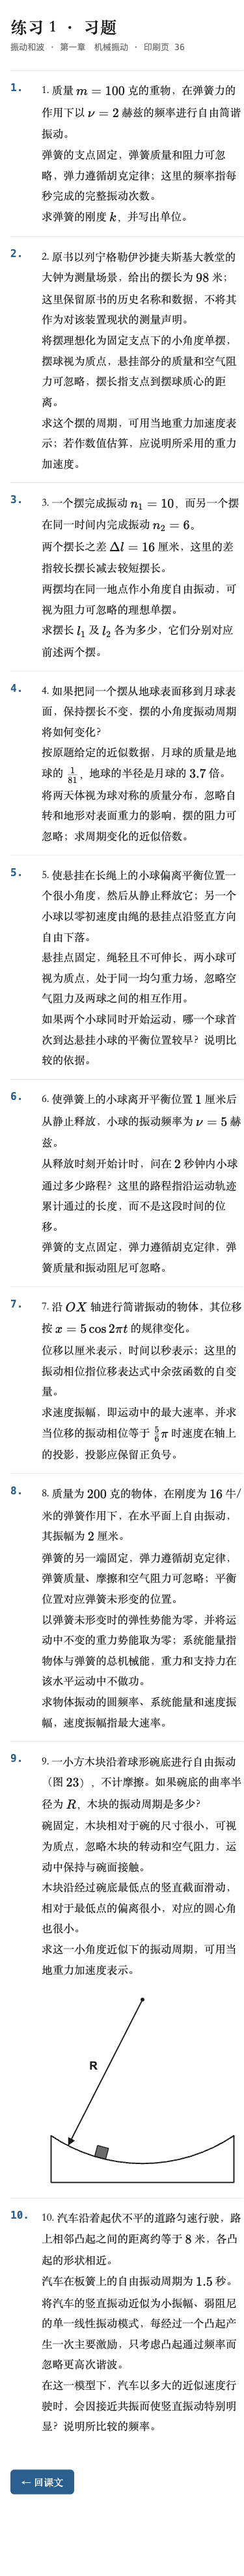 练习 1 · 习题
振动和波 · 第一章　机械振动 · 印刷页 36
1. 1. 质量 m = 100 克的重物，在弹簧力的
作用下以 ν = 2 赫兹的频率进行自由简谐
振动。
弹簧的支点固定，弹簧质量和阻力可忽
略，弹力遵循胡克定律；这里的频率指每
秒完成的完整振动次数。
求弹簧的刚度 k，并写出单位。
2. 2. 原书以列宁格勒伊沙捷夫斯基大教堂的
大钟为测量场景，给出的摆长为 98 米；
这里保留原书的历史名称和数据，不将其
作为对该装置现状的测量声明。
将摆理想化为固定支点下的小角度单摆，
摆球视为质点，悬挂部分的质量和空气阻
力可忽略，摆长指支点到摆球质心的距
离。
求这个摆的周期，可用当地重力加速度表
示；若作数值估算，应说明所采用的重力
加速度。
3. 3. 一个摆完成振动 n₁ = 10，而另一个摆
在同一时间内完成振动 n₂ = 6。
两个摆长之差 Δl = 16 厘米，这里的差
指较长摆长减去较短摆长。
两摆均在同一地点作小角度自由振动，可
视为阻力可忽略的理想单摆。
求摆长 l₁ 及 l₂ 各为多少，它们分别对应
前述两个摆。
4. 4. 如果把同一个摆从地球表面移到月球表
面，保持摆长不变，摆的小角度振动周期
将如何变化？
按原题给定的近似数据，月球的质量是地
球的 1/81，地球的半径是月球的 3.7 倍。
将两天体视为球对称的质量分布，忽略自
转和地形对表面重力的影响，摆的阻力可
忽略；求周期变化的近似倍数。
5. 5. 使悬挂在长绳上的小球偏离平衡位置一
个很小角度，然后从静止释放它；另一个
小球以零初速度由绳的悬挂点沿竖直方向
自由下落。
悬挂点固定，绳轻且不可伸长，两小球可
视为质点，处于同一均匀重力场，忽略空
气阻力及两球之间的相互作用。
如果两个小球同时开始运动，哪一个球首
次到达悬挂小球的平衡位置较早？说明比
较的依据。
6. 6. 使弹簧上的小球离开平衡位置 1 厘米后
从静止释放，小球的振动频率为 ν = 5 赫
兹。
从释放时刻开始计时，问在 2 秒钟内小球
通过多少路程？这里的路程指沿运动轨迹
累计通过的长度，而不是这段时间的位
移。
弹簧的支点固定，弹力遵循胡克定律，弹
簧质量和振动阻尼可忽略。
7. 7. 沿 OX 轴进行简谐振动的物体，其位移
按 x = 5 cos 2πt 的规律变化。
位移以厘米表示，时间以秒表示；这里的
振动相位指位移表达式中余弦函数的自变
量。
求速度振幅，即运动中的最大速率，并求
当位移的振动相位等于 5/6 π 时速度在轴上
的投影，投影应保留正负号。
8. 8. 质量为 200 克的物体，在刚度为 16 牛/
米的弹簧作用下，在水平面上自由振动，
其振幅为 2 厘米。
弹簧的另一端固定，弹力遵循胡克定律，
弹簧质量、摩擦和空气阻力可忽略；平衡
位置对应弹簧未形变的位置。
以弹簧未形变时的弹性势能为零，并将运
动中不变的重力势能取为零；系统能量指
物体与弹簧的总机械能，重力和支持力在
该水平运动中不做功。
求物体振动的圆频率、系统能量和速度振
幅，速度振幅指最大速率。
9. 9. 一小方木块沿着球形碗底进行自由振动
（图 23），不计摩擦。如果碗底的曲率半
径为 R，木块的振动周期是多少？
碗固定，木块相对于碗的尺寸很小，可视
为质点，忽略木块的转动和空气阻力，运
动中保持与碗面接触。
木块沿经过碗底最低点的竖直截面滑动，
相对于最低点的偏离很小，对应的圆心角
也很小。
求这一小角度近似下的振动周期，可用当
地重力加速度表示。
R
10. 10. 汽车沿着起伏不平的道路匀速行驶，路
上相邻凸起之间的距离约等于 8 米，各凸
起的形状相近。
汽车在板簧上的自由振动周期为 1.5 秒。
将汽车的竖直振动近似为小振幅、弱阻尼
的单一线性振动模式，每经过一个凸起产
生一次主要激励，只考虑凸起通过频率而
忽略更高次谐波。
在这一模型下，汽车以多大的近似速度行
驶时，会因接近共振而使竖直振动特别明
显？说明所比较的频率。
← 回课文